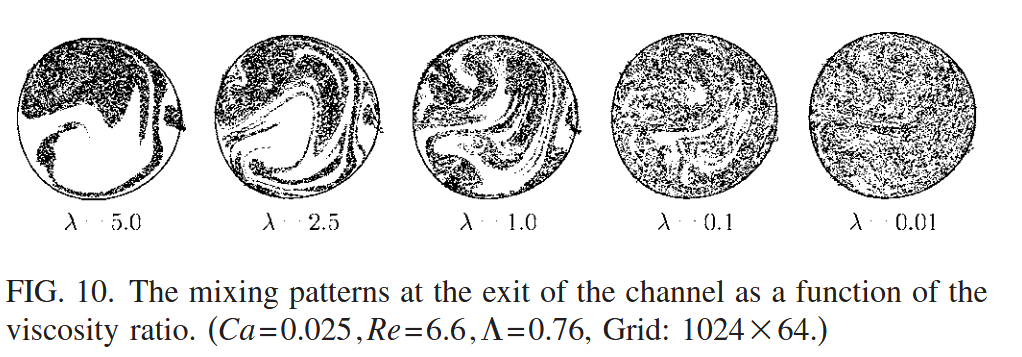 λ = 5.0 λ = 2.5 λ = 1.0 λ = 0.1 λ = 0.01
FIG. 10. The mixing patterns at the exit of the channel as a function of the
viscosity ratio. (Ca=0.025,Re=6.6,Λ=0.76, Grid: 1024×64.)